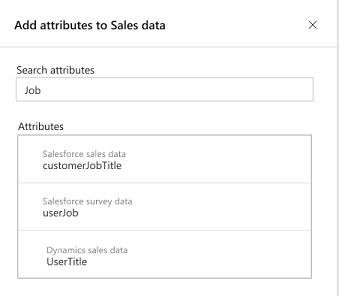 Add attributes to Sales data
Search attributes
Job
Attributes
Salesforce sales data
customerJobTitle
Salesforce survey data
userJob
Dynamics sales data
UserTitle